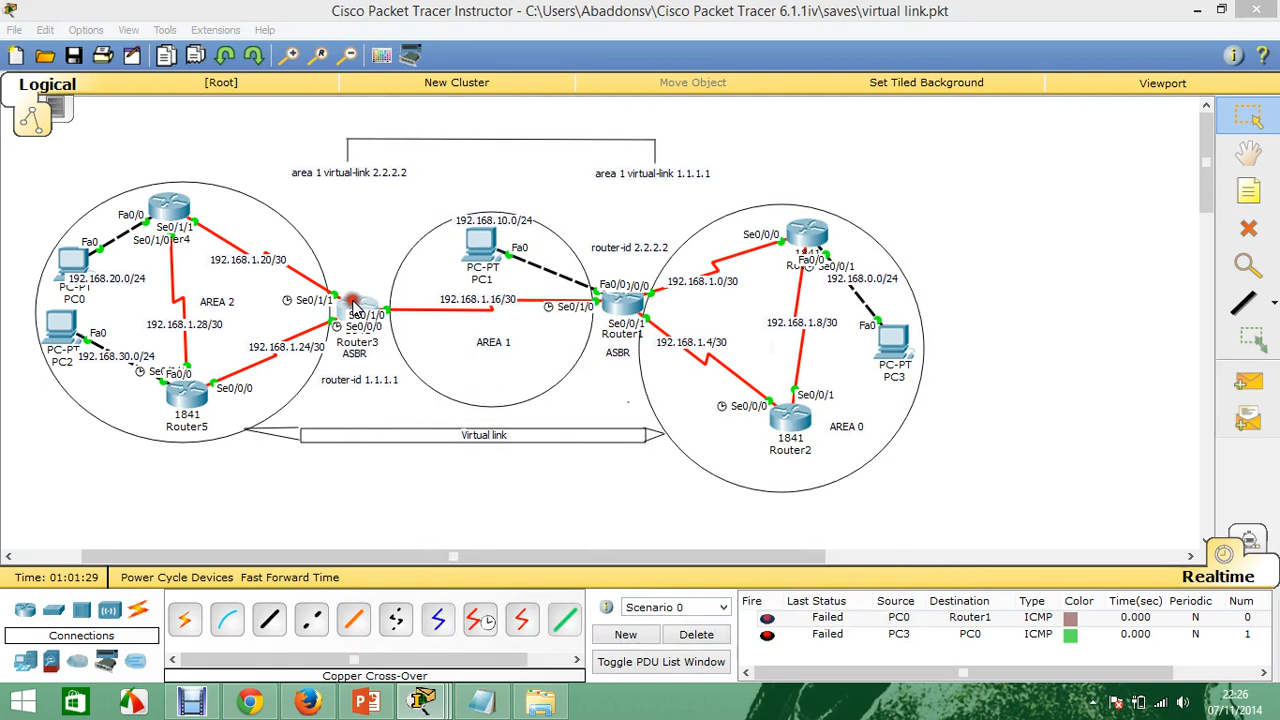 Cisco Packet Tracer Instructor - C:\Users\Abaddonsv\Cisco Packet Tracer 6.1.1iv\saves\virtual link.pkt
File Edit Options View Tools Extensions Help
Logical [Root] New Cluster Move Object Set Tiled Background Viewport
area 1 virtual-link 2.2.2.2
area 1 virtual-link 1.1.1.1
Fa0/0
Se0/1/1
Se0/1/0
Fa0
192.168.20.0/24
PC-PT
PC0
192.168.1.20/30
AREA 2
192.168.1.28/30
Fa0
PC-PT
PC2
192.168.30.0/24
Fa0/0
Se0/0/0
1841
Router5
192.168.1.24/30
Se0/1/1
Se0/1/0
Se0/0/0
Router3
ASBR
router-id 1.1.1.1
192.168.10.0/24
Fa0
PC-PT
PC1
192.168.1.16/30
AREA 1
Virtual link
router-id 2.2.2.2
Fa0/0
Se0/1/0
Se0/0/1
Router1
ASBR
192.168.1.0/30
192.168.1.4/30
Se0/0/0
Fa0/0
Se0/0/1
192.168.0.0/24
192.168.1.8/30
Fa0
PC-PT
PC3
Se0/0/1
Se0/0/0
1841
Router2
AREA 0
Time: 01:01:29 Power Cycle Devices Fast Forward Time
Realtime
Connections
Copper Cross-Over
Scenario 0
New Delete
Toggle PDU List Window
Fire Last Status Source Destination Type Color Time(sec) Periodic Num
Failed PC0 Router1 ICMP 0.000 N 0
Failed PC3 PC0 ICMP 0.000 N 1
22:26
07/11/2014